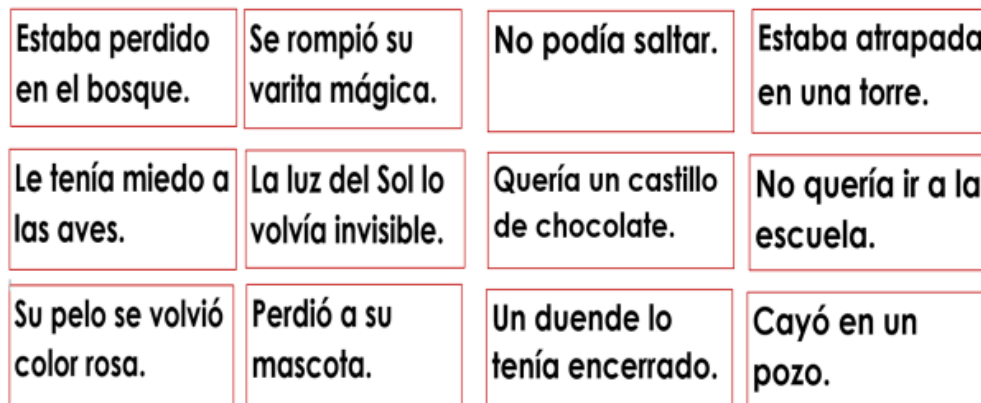 Estaba perdido
en el bosque.
Se rompió su
varita mágica.
No podía saltar.
Estaba atrapada
en una torre.
Le tenía miedo a
las aves.
La luz del Sol lo
volvía invisible.
Quería un castillo
de chocolate.
No quería ir a la
escuela.
Su pelo se volvió
color rosa.
Perdió a su
mascota.
Un duende lo
tenía encerrado.
Cayó en un
pozo.